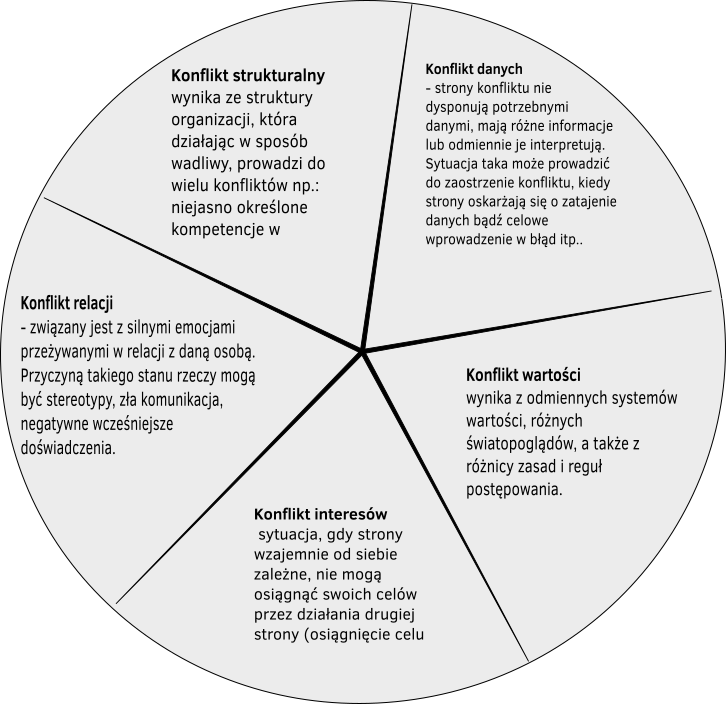 Konflikt strukturalny
wynika ze struktury
organizacji, która
działając w sposób
wadliwy, prowadzi do
wielu konfliktów np.:
niejasno określone
kompetencje w
Konflikt danych
- strony konfliktu nie
dysponują potrzebnymi
danymi, mają różne informacje
lub odmiennie je interpretują.
Sytuacja taka może prowadzić
do zaostrzenie konfliktu, kiedy
strony oskarżają się o zatajenie
danych bądź celowe
wprowadzenie w błąd itp..
Konflikt relacji
- związany jest z silnymi emocjami
przeżywanymi w relacji z daną osobą.
Przyczyną takiego stanu rzeczy mogą
być stereotypy, zła komunikacja,
negatywne wcześniejsze
doświadczenia.
Konflikt wartości
wynika z odmiennych systemów
wartości, różnych
światopoglądów, a także z
różnicy zasad i reguł
postępowania.
Konflikt interesów
sytuacja, gdy strony
wzajemnie od siebie
zależne, nie mogą
osiągnąć swoich celów
przez działania drugiej
strony (osiągnięcie celu